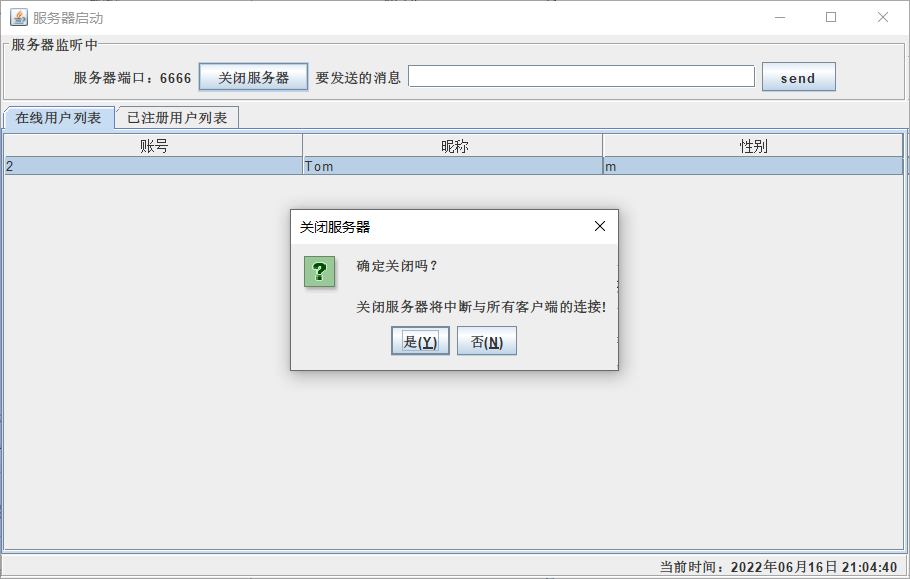 服务器启动
服务器监听中
服务器端口：6666 关闭服务器 要发送的消息 send
在线用户列表 已注册用户列表
账号 昵称 性别
2 Tom m
关闭服务器
确定关闭吗？
关闭服务器将中断与所有客户端的连接!
是(Y) 否(N)
当前时间：2022年06月16日 21:04:40